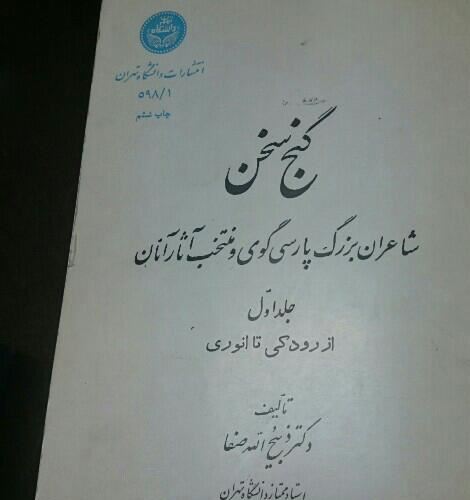 انتشارات دانشگاه تهران
۵۹۸/۱
چاپ ششم
گنج سخن
شاعران بزرگ پارسی گوی و منتخب آثار آنان
جلد اول
از رودکی تا انوری
تألیف
دکتر ذبیح الله صفا
استاد ممتاز دانشگاه تهران